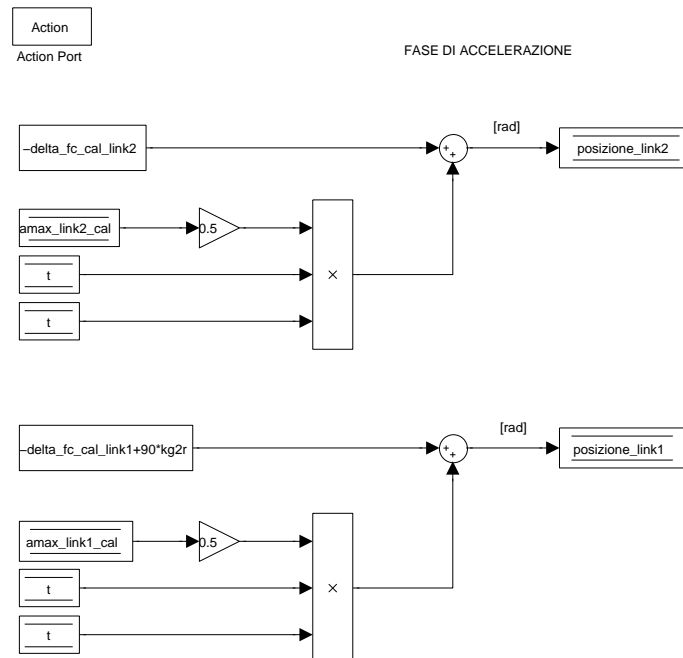 Action
Action Port
FASE DI ACCELERAZIONE
[rad]
−delta_fc_cal_link2
+
+
posizione_link2
amax_link2_cal
0.5
t
×
t
[rad]
−delta_fc_cal_link1+90*kg2r
+
+
posizione_link1
amax_link1_cal
0.5
t
×
t